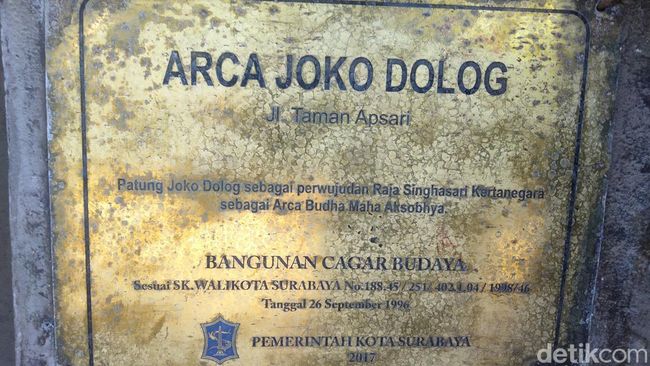 ARCA JOKO DOLOG
Jl. Taman Apsari
Patung Joko Dolog sebagai perwujudan Raja Singhasari Kertanegara
sebagai Arca Budha Maha Aksobhya.
BANGUNAN CAGAR BUDAYA
Sesuai SK.WALIKOTA SURABAYA No.188.45 / 251/ 402.1.04 / 1996/46
Tanggal 26 September 1996
PEMERINTAH KOTA SURABAYA
2017
detikcom